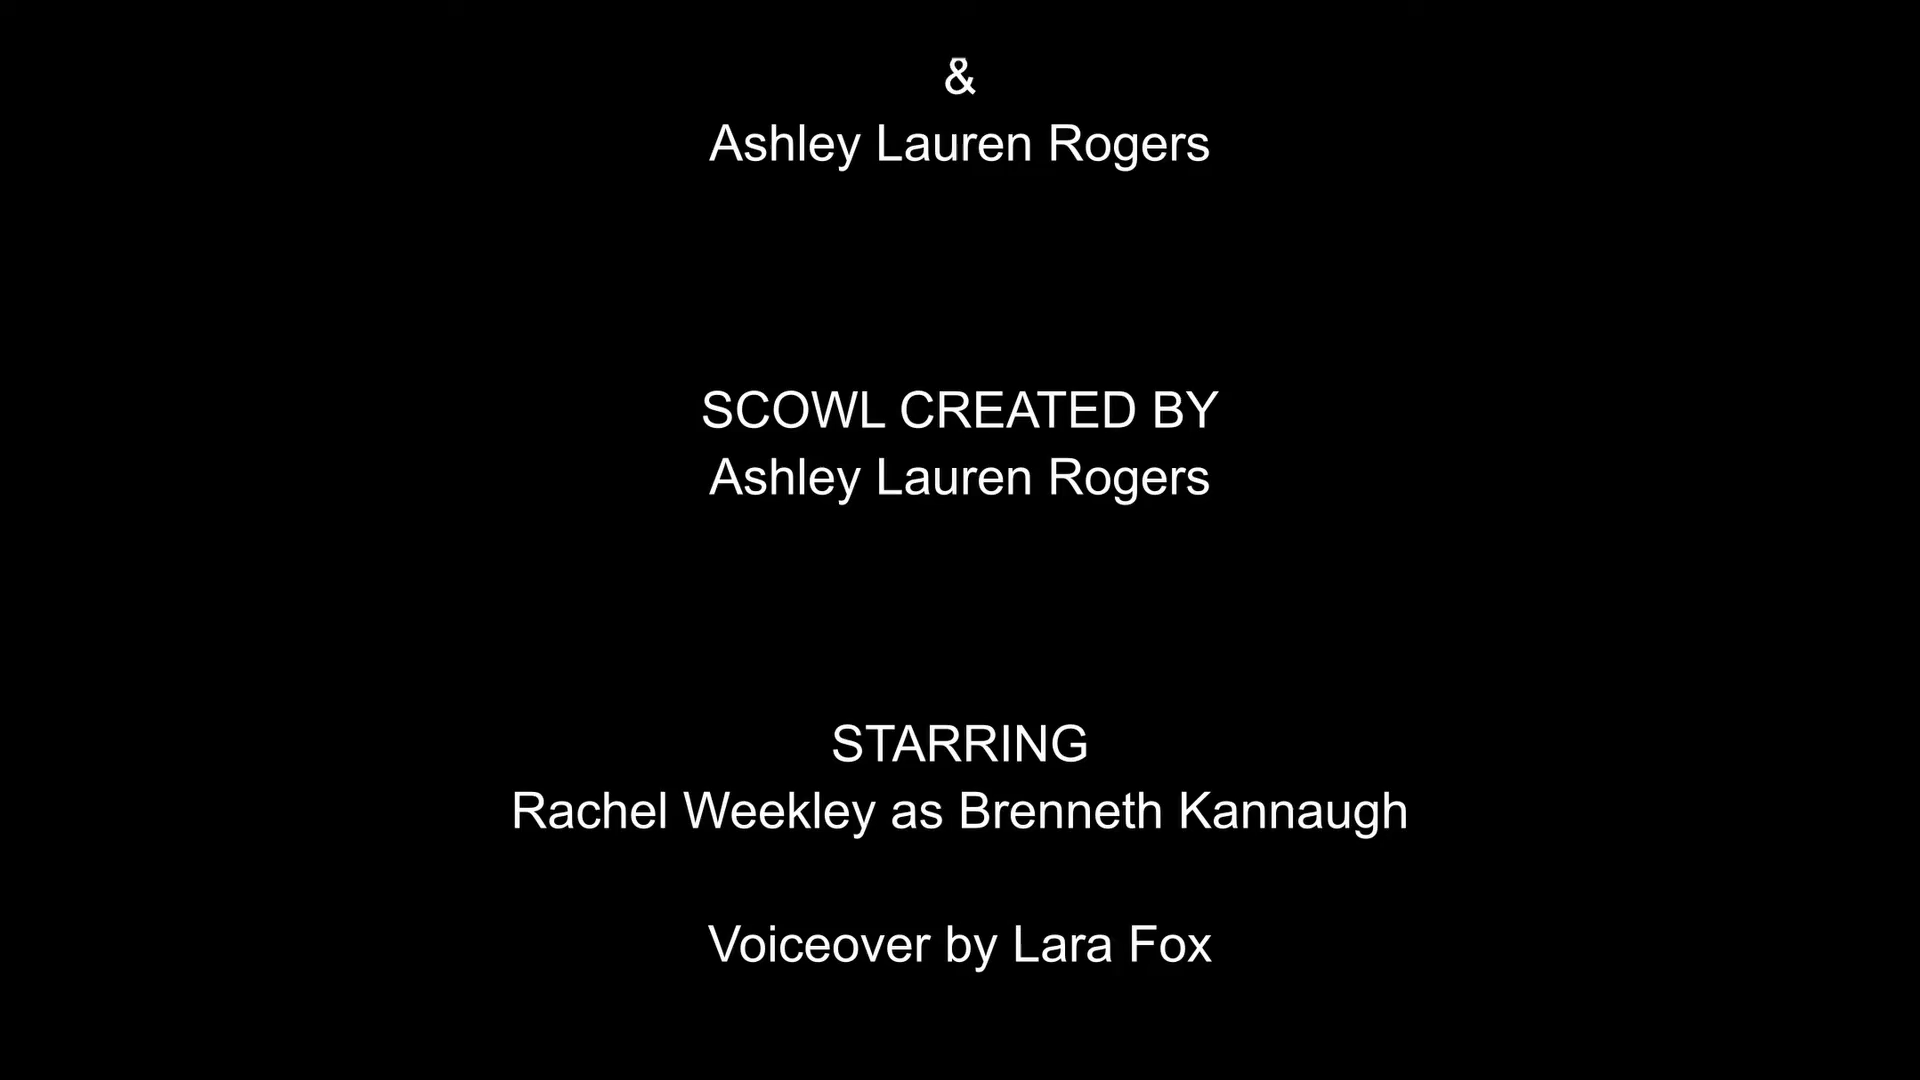 &
Ashley Lauren Rogers
SCOWL CREATED BY
Ashley Lauren Rogers
STARRING
Rachel Weekley as Brenneth Kannaugh
Voiceover by Lara Fox